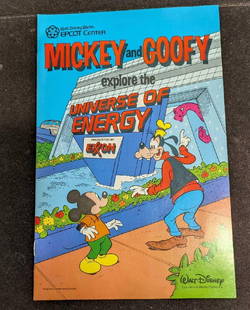 Walt Disney World
EPCOT CENTER
MICKEY and GOOFY
explore the
UNIVERSE OF
ENERGY
EXXON
WALT DISNEY